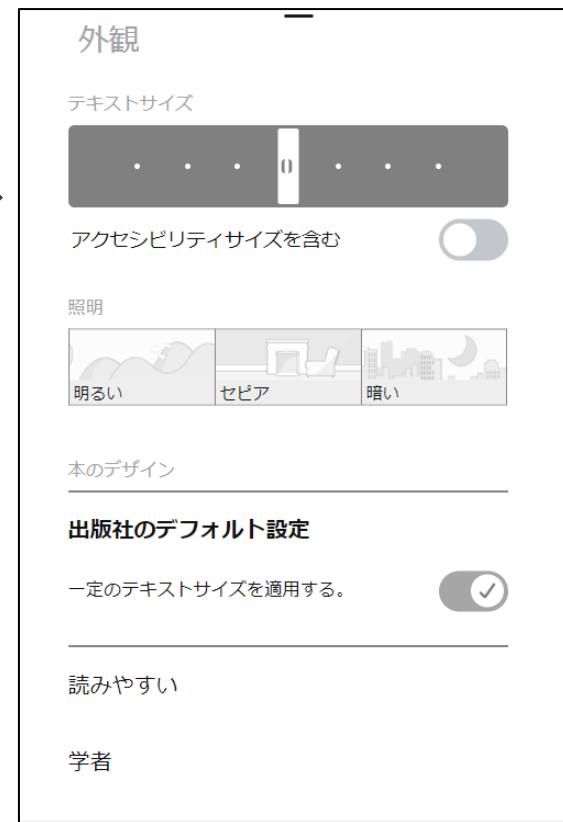 外観
テキストサイズ
0
アクセシビリティサイズを含む
照明
明るい セピア 暗い
本のデザイン
出版社のデフォルト設定
一定のテキストサイズを適用する。
読みやすい
学者